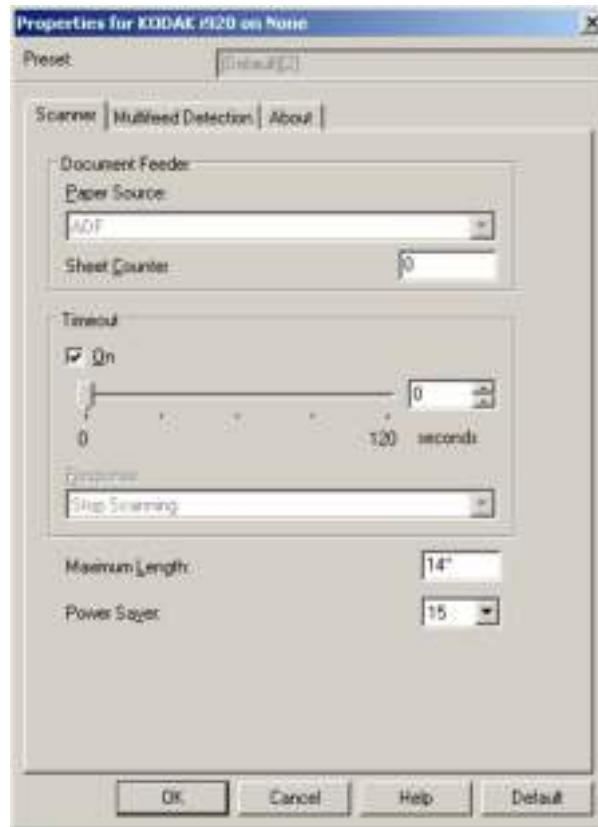 Properties for KODAK i920 on None
Preset:
(Default)[2]
Scanner Multifeed Detection About
Document Feeder
Paper Source:
ADF
Sheet Counter 0
Timeout
On
0
0 120 seconds
Response:
Stop Scanning
Maximum Length: 14"
Power Saver: 15
OK Cancel Help Default